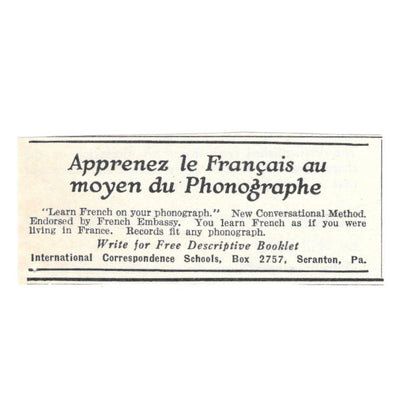 Apprenez le Français au
moyen du Phonographe
"Learn French on your phonograph." New Conversational Method.
Endorsed by French Embassy. You learn French as if you were
living in France. Records fit any phonograph.
Write for Free Descriptive Booklet
International Correspondence Schools, Box 2757, Scranton, Pa.